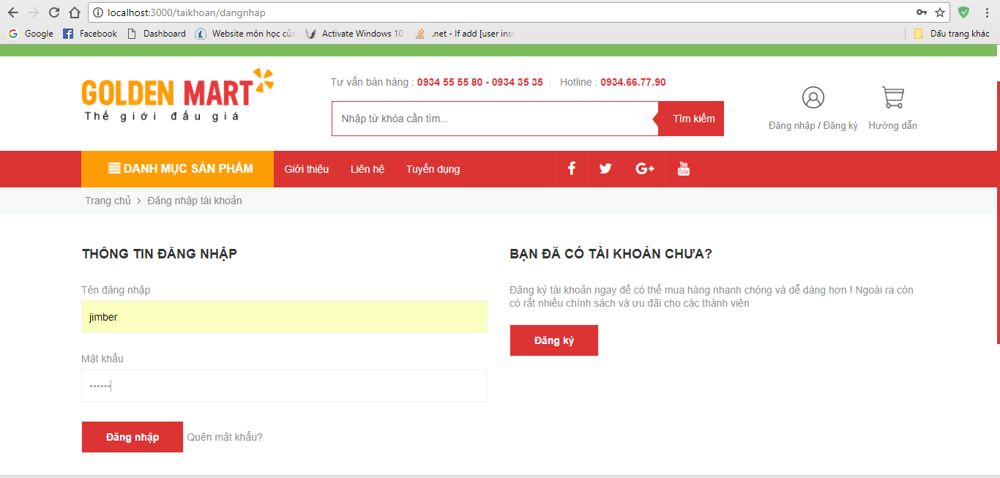 localhost:3000/taikhoan/dangnhap
Google Facebook Dashboard Website môn học của Activate Windows 10 .net - If add [user inst Dấu trang khác
GOLDEN MART
Thế giới đấu giá
Tư vấn bán hàng : 0934 55 55 80 - 0934 35 35 | Hotline : 0934.66.77.90
Nhập từ khóa cần tìm... Tìm kiếm
Đăng nhập / Đăng ký Hướng dẫn
DANH MỤC SẢN PHẨM Giới thiệu Liên hệ Tuyển dụng G+ You Tube
Trang chủ > Đăng nhập tài khoản
THÔNG TIN ĐĂNG NHẬP
Tên đăng nhập
jimber
Mật khẩu
••••••
Đăng nhập Quên mật khẩu?
BẠN ĐÃ CÓ TÀI KHOẢN CHƯA?
Đăng ký tài khoản ngay để có thể mua hàng nhanh chóng và dễ dàng hơn ! Ngoài ra còn
có rất nhiều chính sách và ưu đãi cho các thành viên
Đăng ký